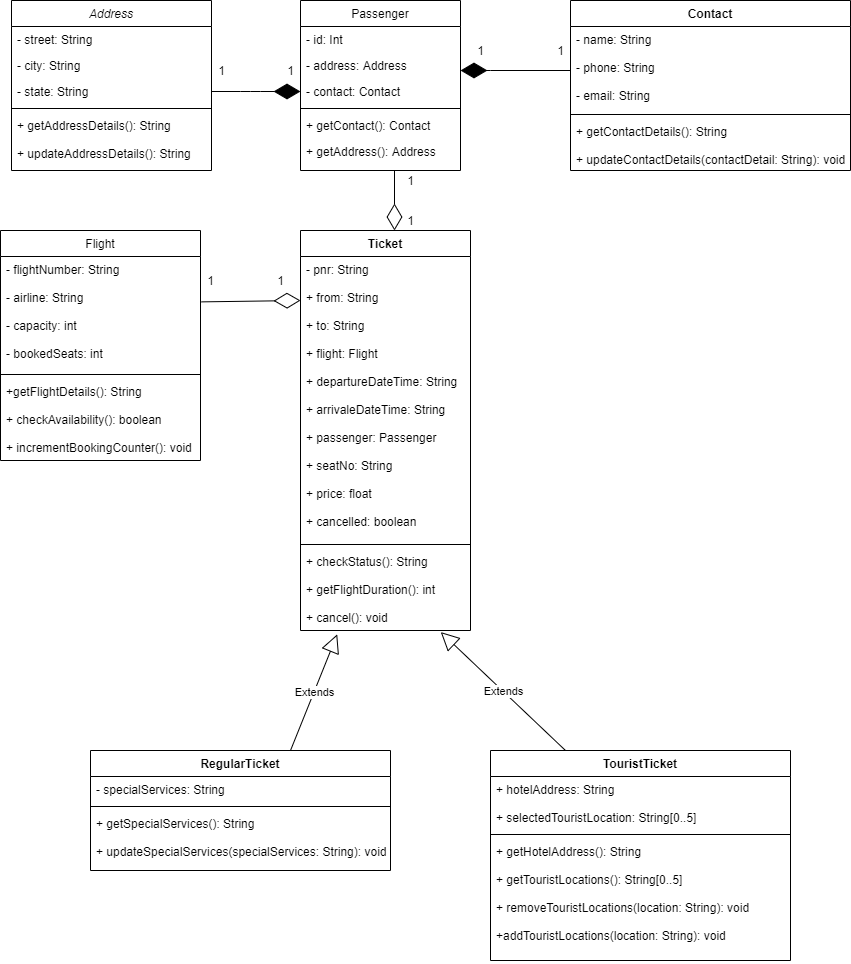 Address
- street: String
- city: String
- state: String
+ getAddressDetails(): String
+ updateAddressDetails(): String
1
1
Passenger
- id: Int
- address: Address
- contact: Contact
+ getContact(): Contact
+ getAddress(): Address
1
1
Contact
- name: String
- phone: String
- email: String
+ getContactDetails(): String
+ updateContactDetails(contactDetail: String): void
1
1
Flight
- flightNumber: String
- airline: String
- capacity: int
- bookedSeats: int
+getFlightDetails(): String
+ checkAvailability(): boolean
+ incrementBookingCounter(): void
1
1
Ticket
- pnr: String
+ from: String
+ to: String
+ flight: Flight
+ departureDateTime: String
+ arrivaleDateTime: String
+ passenger: Passenger
+ seatNo: String
+ price: float
+ cancelled: boolean
+ checkStatus(): String
+ getFlightDuration(): int
+ cancel(): void
Extends
Extends
RegularTicket
- specialServices: String
+ getSpecialServices(): String
+ updateSpecialServices(specialServices: String): void
TouristTicket
+ hotelAddress: String
+ selectedTouristLocation: String[0..5]
+ getHotelAddress(): String
+ getTouristLocations(): String[0..5]
+ removeTouristLocations(location: String): void
+addTouristLocations(location: String): void